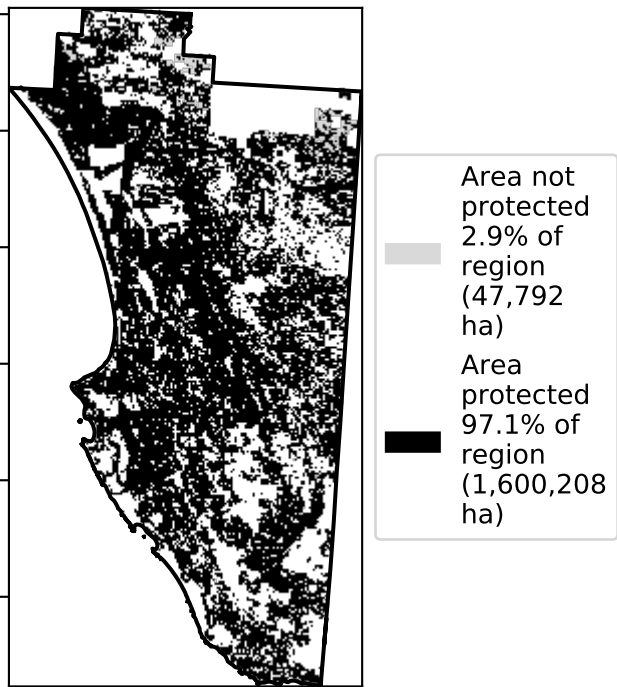 Area not
protected
2.9% of
region
(47,792
ha)
Area
protected
97.1% of
region
(1,600,208
ha)